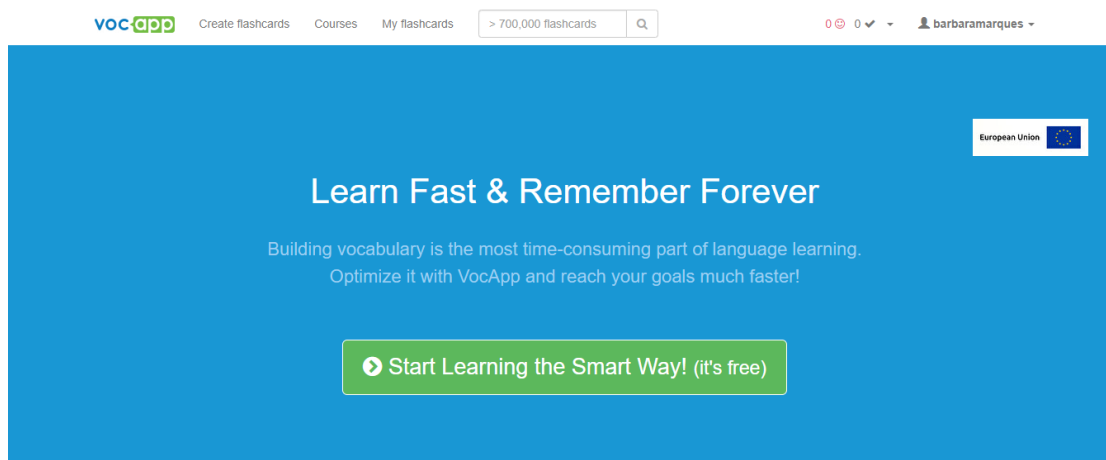 vocapp Create flashcards Courses My flashcards > 700,000 flashcards 0 0 barbaramarques
European Union
Learn Fast & Remember Forever
Building vocabulary is the most time-consuming part of language learning.
Optimize it with VocApp and reach your goals much faster!
Start Learning the Smart Way! (it's free)